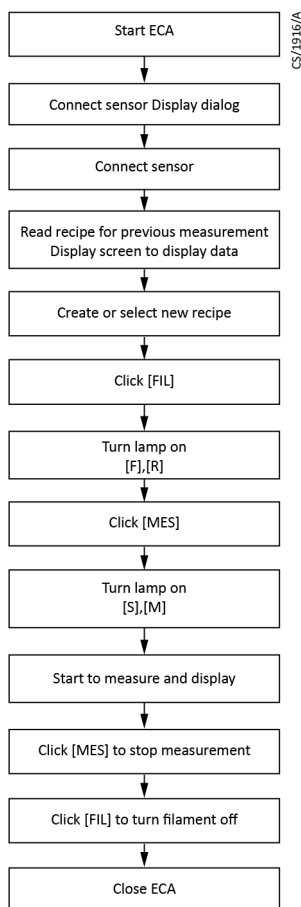 Start ECA
CS/1916/A
Connect sensor Display dialog
Connect sensor
Read recipe for previous measurement
Display screen to display data
Create or select new recipe
Click [FIL]
Turn lamp on
[F],[R]
Click [MES]
Turn lamp on
[S],[M]
Start to measure and display
Click [MES] to stop measurement
Click [FIL] to turn filament off
Close ECA